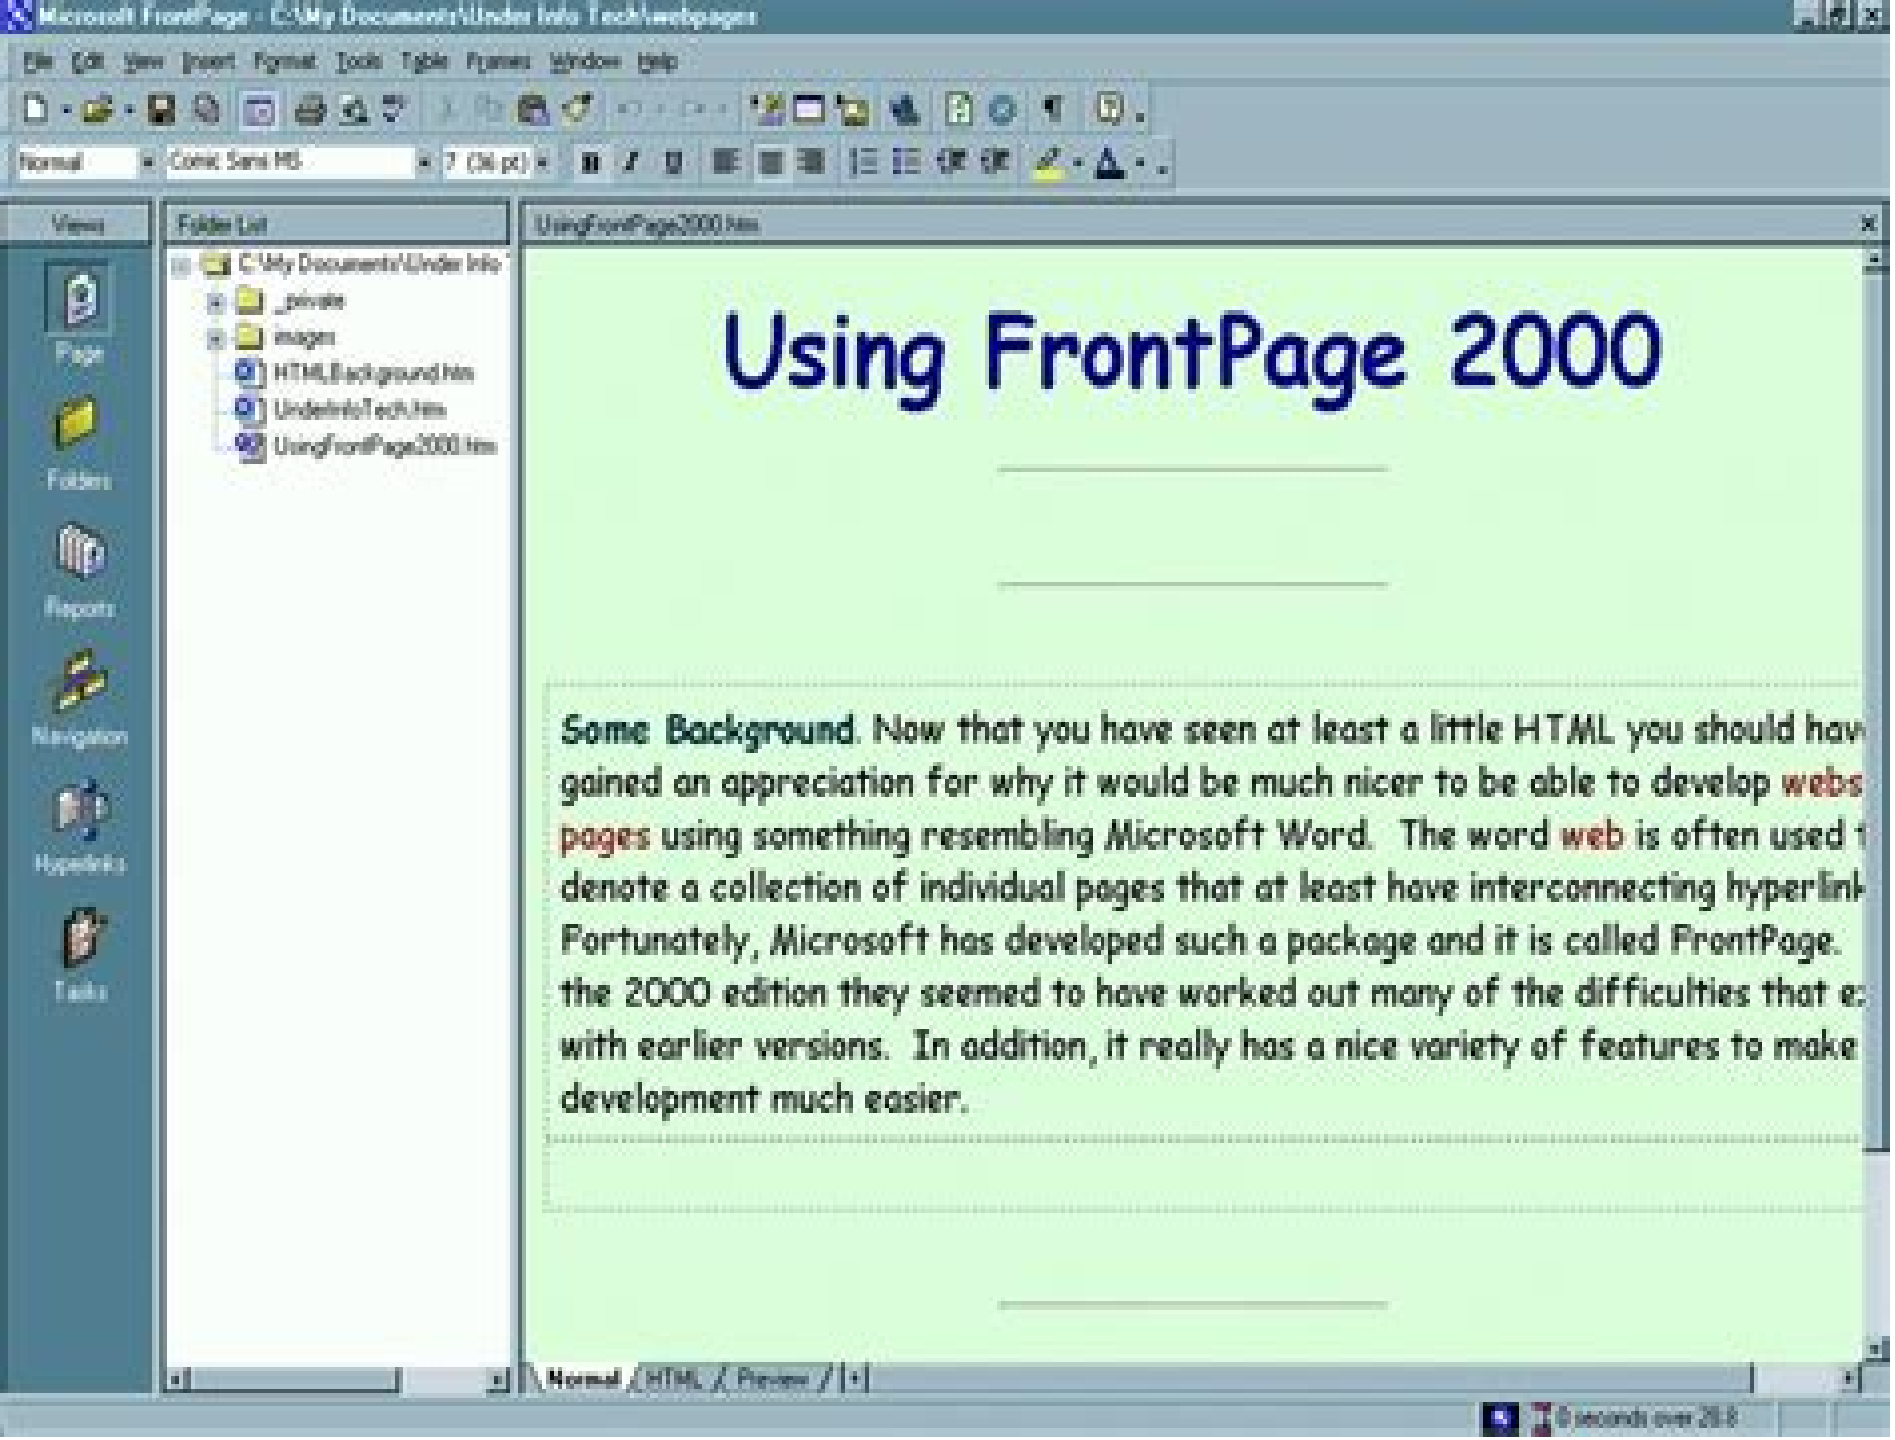 Microsoft FrontPage - C:\My Documents\Under Info Tech\webpages
File Edit View Insert Format Tools Table Frames Window Help
Normal Comic Sans MS 7 (36 pt) B I U A
Views
Page
Folders
Reports
Navigation
Hyperlinks
Tasks
Folder List
C:\My Documents\Under Info
_private
images
HTMLBackground.htm
UnderInfoTech.htm
UsingFrontPage2000.htm
UsingFrontPage2000.htm
Using FrontPage 2000
Some Background. Now that you have seen at least a little HTML you should hav
gained an appreciation for why it would be much nicer to be able to develop webs
pages using something resembling Microsoft Word. The word web is often used t
denote a collection of individual pages that at least have interconnecting hyperlink
Fortunately, Microsoft has developed such a package and it is called FrontPage.
the 2000 edition they seemed to have worked out many of the difficulties that ex
with earlier versions. In addition, it really has a nice variety of features to make
development much easier.
Normal HTML Preview
0 seconds over 28.8